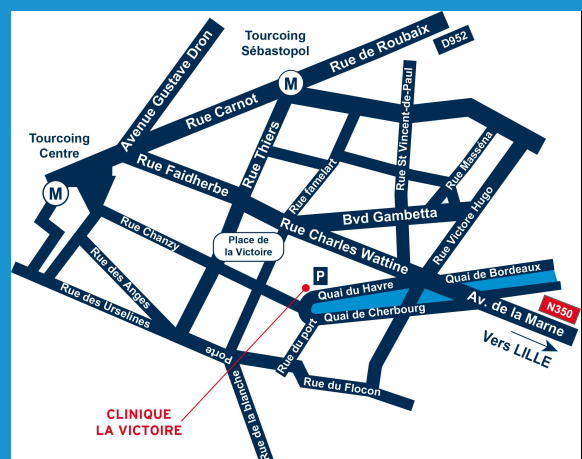 Tourcoing
Sébastopol
Rue de Roubaix
D952
M
Avenue Gustave Dron
Rue Carnot
Tourcoing
Centre
M
Rue Faidherbe
Rue Thiers
Rue famelart
Rue St Vincent-de-Paul
Rue Masséna
Bvd Gambetta
Rue Victore Hugo
Rue Charles Wattine
Place de
la Victoire
Rue Chanzy
Rue des Anges
Rue des Urselines
P
Quai du Havre
Quai de Bordeaux
Quai de Cherbourg
Av. de la Marne
N350
Vers LILLE
Rue du port
Porte
Rue du Flocon
Rue de la blanche
CLINIQUE
LA VICTOIRE